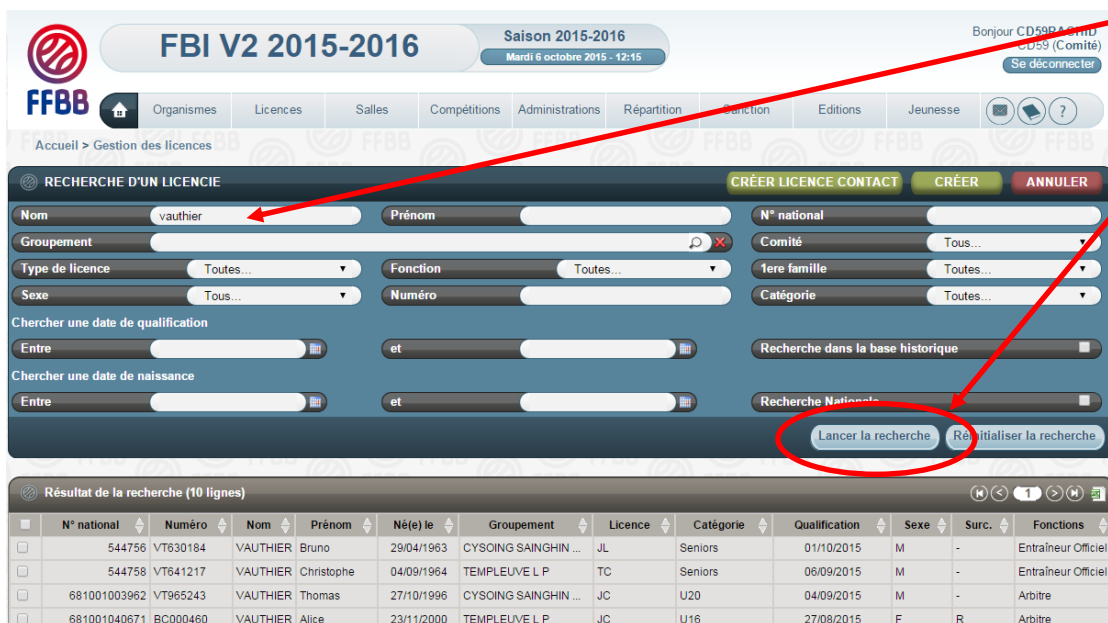 FBI V2 2015-2016
Saison 2015-2016
Mardi 6 octobre 2015 - 12:15
Bonjour CD59RACHID
CD59 (Comité)
Se déconnecter
FFBB
Organismes Licences Salles Compétitions Administrations Répartition Sanction Editions Jeunesse ?
Accueil > Gestion des licences
RECHERCHE D'UN LICENCIE CRÉER LICENCE CONTACT CRÉER ANNULER
Nom vauthier Prénom N° national
Groupement Comité Tous...
Type de licence Toutes... Fonction Toutes... 1ere famille Toutes...
Sexe Tous... Numéro Catégorie Toutes...
Chercher une date de qualification
Entre et Recherche dans la base historique
Chercher une date de naissance
Entre et Recherche Nationale
Lancer la recherche Réinitialiser la recherche
Résultat de la recherche (10 lignes) 1
N° national Numéro Nom Prénom Né(e) le Groupement Licence Catégorie Qualification Sexe Surc. Fonctions
544756 VT630184 VAUTHIER Bruno 29/04/1963 CYSOING SAINGHIN ... JL Seniors 01/10/2015 M - Entraîneur Officiel
544758 VT641217 VAUTHIER Christophe 04/09/1964 TEMPLEUVE L P TC Seniors 06/09/2015 M - Entraîneur Officiel
681001003962 VT965243 VAUTHIER Thomas 27/10/1996 CYSOING SAINGHIN ... JC U20 04/09/2015 M - Arbitre
681001040671 BC000460 VAUTHIER Alice 23/11/2000 TEMPLEUVE L P JC U16 27/08/2015 F R Arbitre